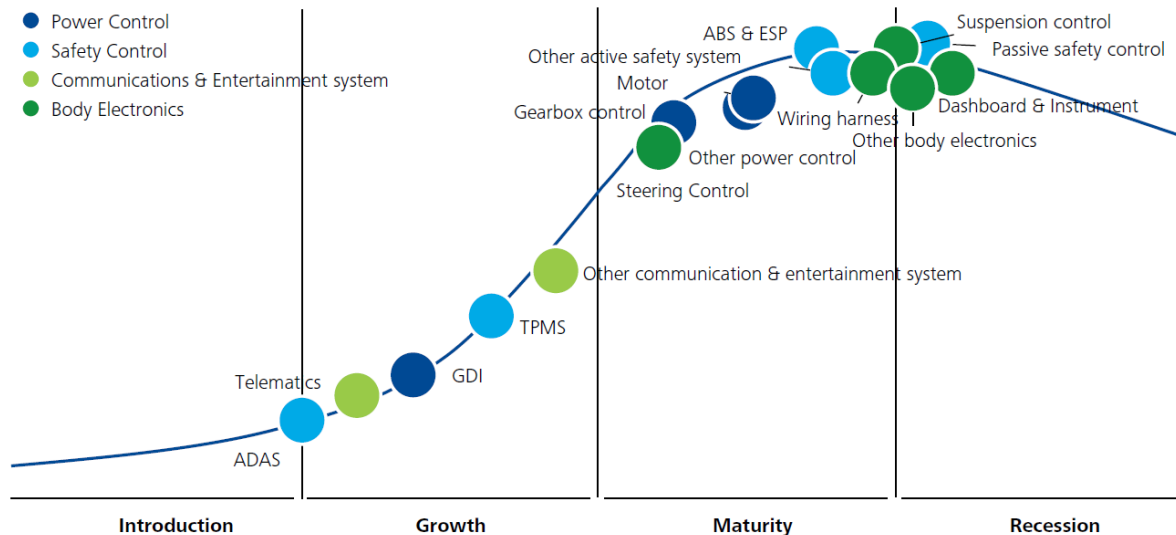 Power Control
Safety Control
Communications & Entertainment system
Body Electronics
ABS & ESP
Suspension control
Other active safety system
Passive safety control
Motor
Gearbox control
Wiring harness
Dashboard & Instrument
Other body electronics
Other power control
Steering Control
Other communication & entertainment system
TPMS
GDI
Telematics
ADAS
Introduction
Growth
Maturity
Recession